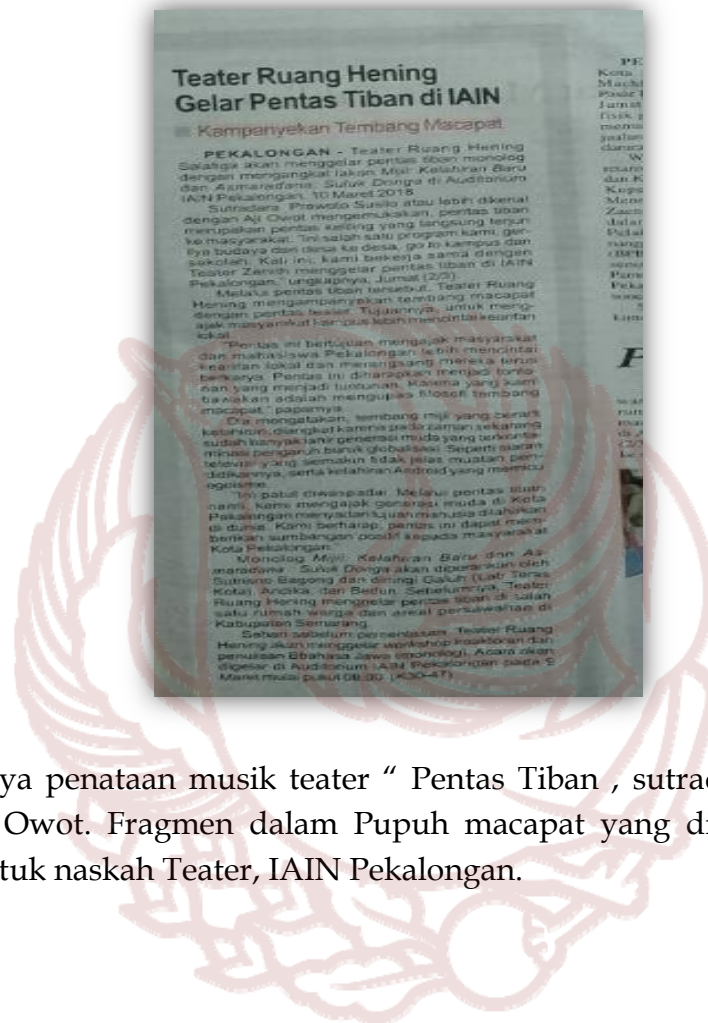 Teater Ruang Hening
Gelar Pentas Tiban di IAIN
Kampanyekan Tembang Macapat
PEKALONGAN - Teater Ruang Hening
Salatiga akan menggelar pentas tiban monolog
dengan mengangkat lakon Mijil: Kelahiran Baru
dan Asmaradana: Suluk Donga di Auditorium
IAIN Pekalongan, 10 Maret 2018.
Sutradara Prowoto Susilo atau lebih dikenal
dengan Aji Owot mengemukakan, pentas tiban
merupakan pentas keliling yang langsung terjun
ke masyarakat. "Ini salah satu program kami, ger-
ilya budaya dari desa ke desa, go to kampus dan
sekolah. Kali ini, kami bekerja sama dengan
Teater Zenith menggelar pentas tiban di IAIN
Pekalongan," ungkapnya, Jumat (2/3).
Melalui pentas tiban tersebut, Teater Ruang
Hening mengampanyekan tembang macapat
dengan pentas teater. Tujuannya, untuk meng-
ajak masyarakat kampus lebih mencintai kearifan
lokal.
"Pentas ini bertujuan mengajak masyarakat
dan mahasiswa Pekalongan lebih mencintai
kearifan lokal dan merangsang mereka terus
berkarya. Pentas ini diharapkan menjadi tonto-
nan yang menjadi tuntunan. Karena yang kami
bawakan adalah mengupas filosofi tembang
macapat," paparnya.
Dia mengatakan, tembang mijil yang berarti
kelahiran, diangkat karena pada zaman sekarang
sudah banyak lahir generasi muda yang terkonta-
minasi pengaruh buruk globalisasi. Seperti siaran
televisi yang semakin tidak jelas muatan pen-
didikannya, serta kelahiran Android yang memicu
egoisme.
"Ini patut diwaspadai. Melalui pentas tiban
nanti, kami mengajak generasi muda di Kota
Pekalongan menyadari tujuan manusia dilahirkan
di dunia. Kami berharap, pentas ini dapat mem-
berikan sumbangan positif kepada masyarakat
Kota Pekalongan."
Monolog Mijil: Kelahiran Baru dan As-
maradana: Suluk Donga akan diperankan oleh
Sutrisno Bagong dan diiringi Galuh (Lab Teras
Kota), Ancika, dan Bedun. Sebelumnya, Teater
Ruang Hening menggelar pentas tiban di salah
satu rumah warga dan areal persawahan di
Kabupaten Semarang.
Sehari sebelum pementasan, Teater Ruang
Hening akan menggelar workshop keaktoran dan
penulisan Bbahasa Jawa (monolog). Acara akan
digelar di Auditorium IAIN Pekalongan pada 9
Maret mulai pukul 08.00. (K30-47)
ya penataan musik teater “ Pentas Tiban , sutrac
Owot. Fragmen dalam Pupuh macapat yang di
tuk naskah Teater, IAIN Pekalongan.